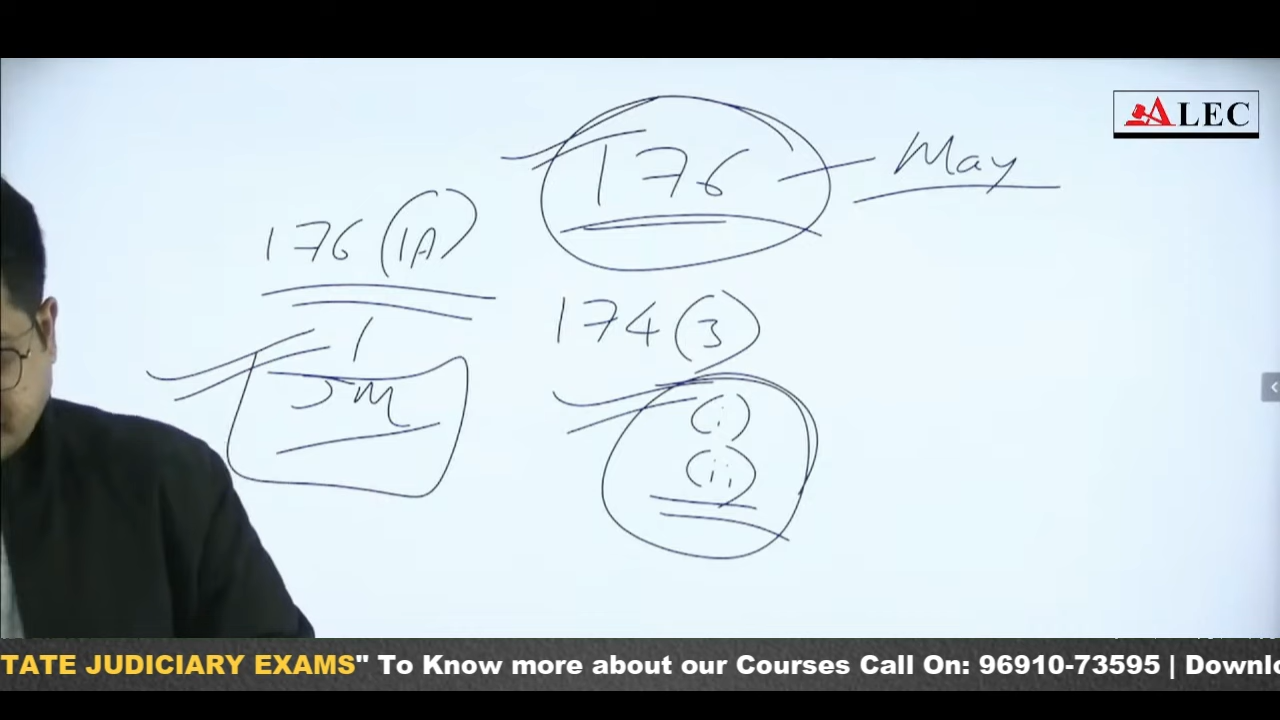 ALEC
176 - May
176 (1A)
174 (3)
JM
(i)
(ii)
TATE JUDICIARY EXAMS" To Know more about our Courses Call On: 96910-73595 | Downlo